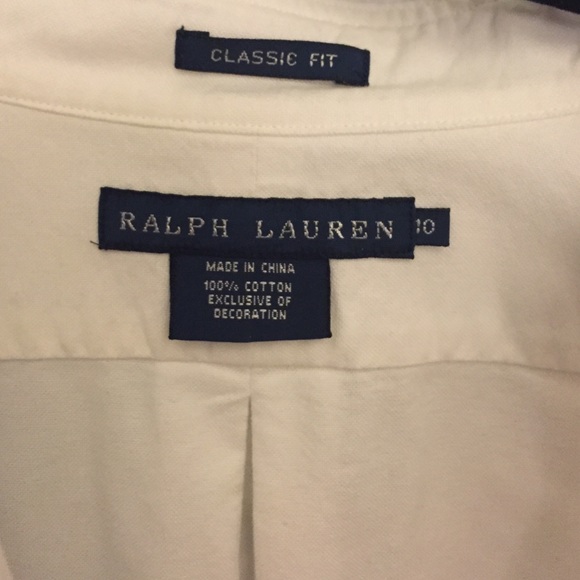 CLASSIC FIT
RALPH LAUREN 10
MADE IN CHINA
100% COTTON
EXCLUSIVE OF
DECORATION